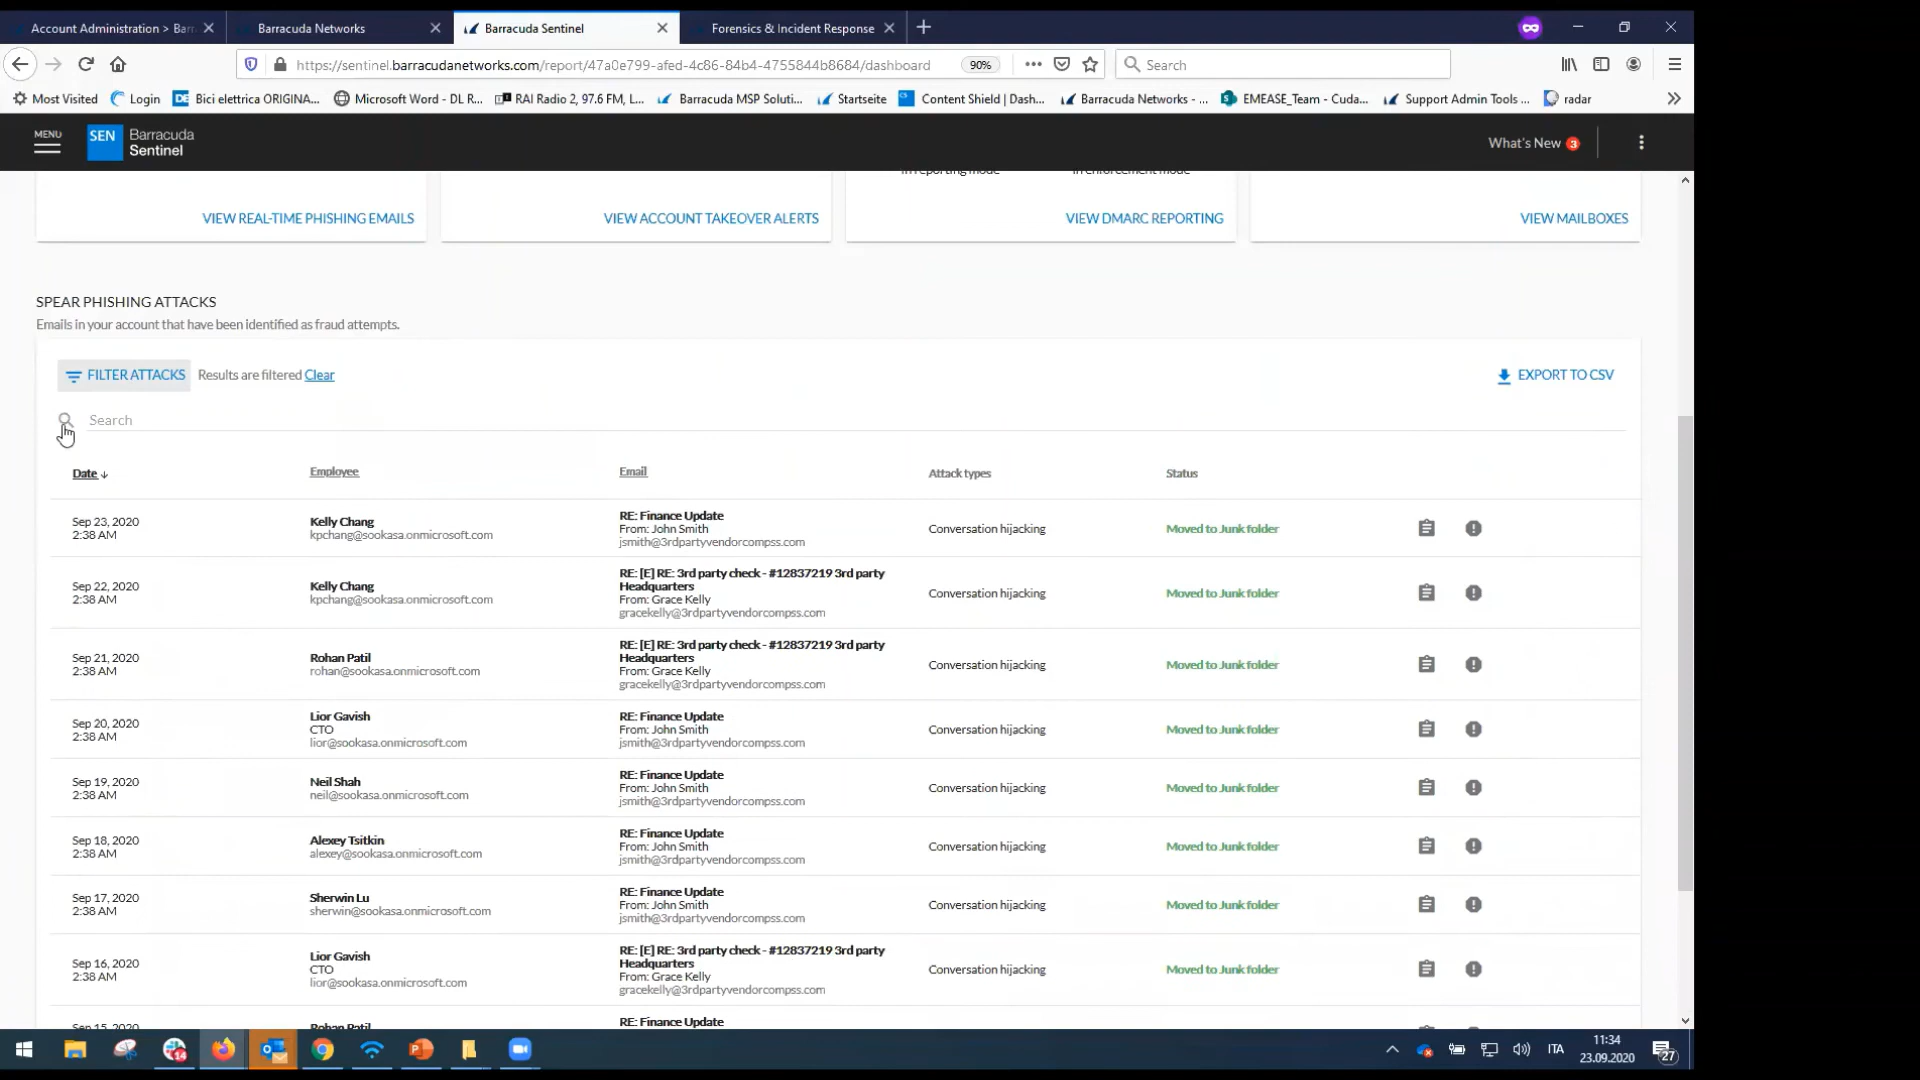 Account Administration > Barr
Barracuda Networks
Barracuda Sentinel
Forensics & Incident Response
https://sentinel.barracudanetworks.com/report/47a0e799-afed-4c86-84b4-4755844b8684/dashboard
90%
Search
Most Visited
Login
DE Bici elettrica ORIGINA...
Microsoft Word - DL R...
RAI Radio 2, 97.6 FM, L...
Barracuda MSP Soluti...
Startseite
CS Content Shield | Dash...
Barracuda Networks - ...
EMEASE_Team - Cuda...
Support Admin Tools ...
radar
MENU
SEN
Barracuda
Sentinel
What's New 3
in reporting mode
in enforcement mode
VIEW REAL-TIME PHISHING EMAILS
VIEW ACCOUNT TAKEOVER ALERTS
VIEW DMARC REPORTING
VIEW MAILBOXES
SPEAR PHISHING ATTACKS
Emails in your account that have been identified as fraud attempts.
FILTER ATTACKS Results are filtered Clear
EXPORT TO CSV
Search
Date Employee Email Attack types Status
Sep 23, 2020
2:38 AM
Kelly Chang
kpchang@sookasa.onmicrosoft.com
RE: Finance Update
From: John Smith
jsmith@3rdpartyvendorcompss.com
Conversation hijacking
Moved to Junk folder
Sep 22, 2020
2:38 AM
Kelly Chang
kpchang@sookasa.onmicrosoft.com
RE: [E] RE: 3rd party check - #12837219 3rd party
Headquarters
From: Grace Kelly
gracekelly@3rdpartyvendorcompss.com
Conversation hijacking
Moved to Junk folder
Sep 21, 2020
2:38 AM
Rohan Patil
rohan@sookasa.onmicrosoft.com
RE: [E] RE: 3rd party check - #12837219 3rd party
Headquarters
From: Grace Kelly
gracekelly@3rdpartyvendorcompss.com
Conversation hijacking
Moved to Junk folder
Sep 20, 2020
2:38 AM
Lior Gavish
CTO
lior@sookasa.onmicrosoft.com
RE: Finance Update
From: John Smith
jsmith@3rdpartyvendorcompss.com
Conversation hijacking
Moved to Junk folder
Sep 19, 2020
2:38 AM
Neil Shah
neil@sookasa.onmicrosoft.com
RE: Finance Update
From: John Smith
jsmith@3rdpartyvendorcompss.com
Conversation hijacking
Moved to Junk folder
Sep 18, 2020
2:38 AM
Alexey Tsitkin
alexey@sookasa.onmicrosoft.com
RE: Finance Update
From: John Smith
jsmith@3rdpartyvendorcompss.com
Conversation hijacking
Moved to Junk folder
Sep 17, 2020
2:38 AM
Sherwin Lu
sherwin@sookasa.onmicrosoft.com
RE: Finance Update
From: John Smith
jsmith@3rdpartyvendorcompss.com
Conversation hijacking
Moved to Junk folder
Sep 16, 2020
2:38 AM
Lior Gavish
CTO
lior@sookasa.onmicrosoft.com
RE: [E] RE: 3rd party check - #12837219 3rd party
Headquarters
From: Grace Kelly
gracekelly@3rdpartyvendorcompss.com
Conversation hijacking
Moved to Junk folder
Sep 15, 2020
Rohan Patil
RE: Finance Update
14
ITA
11:34
23.09.2020
27